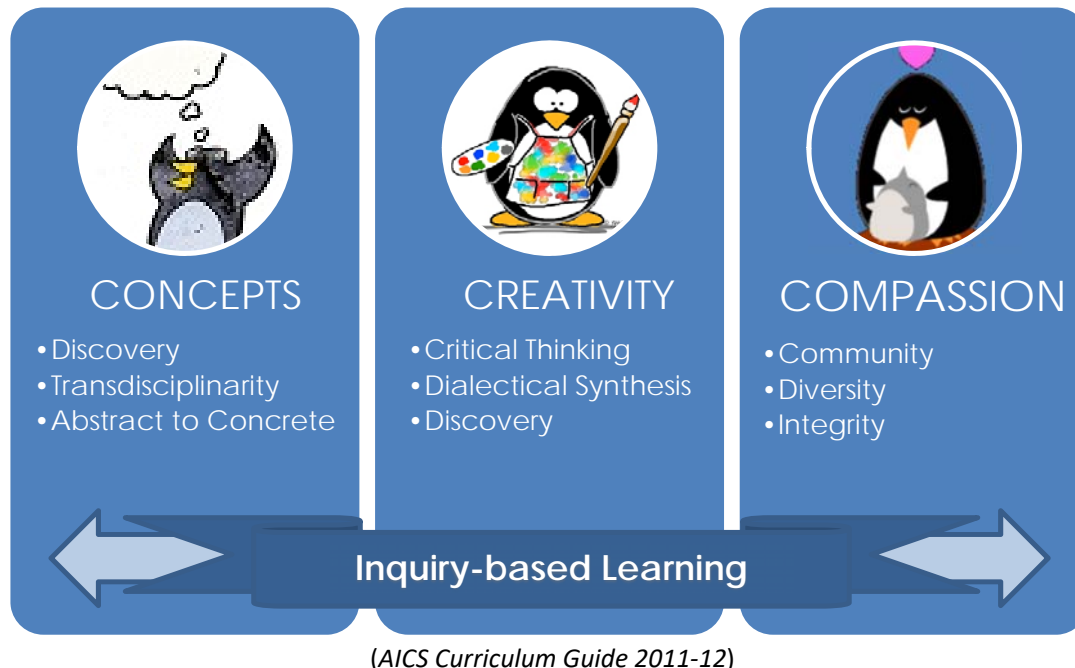 CONCEPTS
• Discovery
• Transdisciplinarity
• Abstract to Concrete
CREATIVITY
• Critical Thinking
• Dialectical Synthesis
• Discovery
COMPASSION
• Community
• Diversity
• Integrity
Inquiry-based Learning
(AICS Curriculum Guide 2011-12)